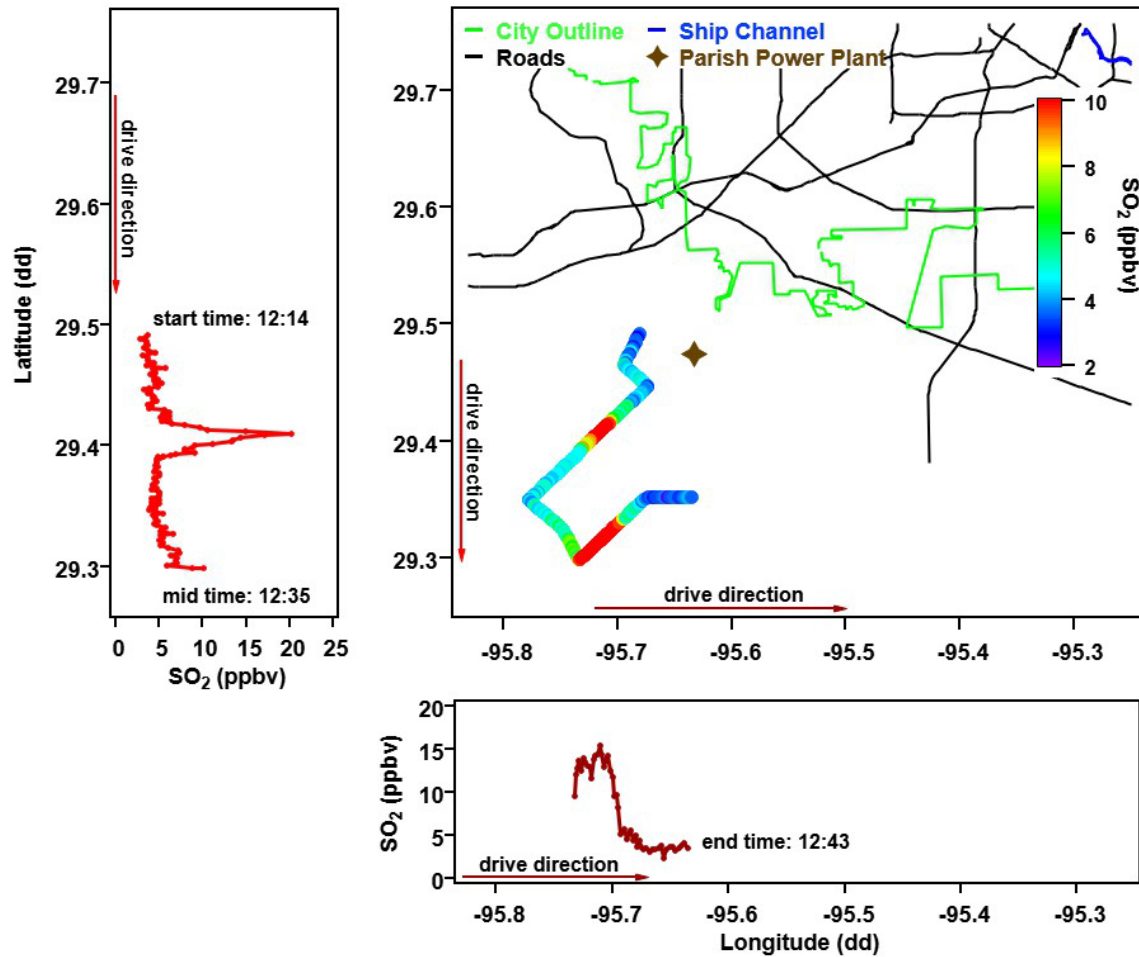 City Outline
Ship Channel
Roads
Parish Power Plant
29.7
29.6
29.5
29.4
29.3
Latitude (dd)
drive direction
start time: 12:14
mid time: 12:35
0 5 10 15 20 25
SO2 (ppbv)
29.7
29.6
29.5
29.4
29.3
drive direction
drive direction
10
8
6
4
2
SO2 (ppbv)
-95.8 -95.7 -95.6 -95.5 -95.4 -95.3
20
15
10
5
0
SO2 (ppbv)
end time: 12:43
drive direction
-95.8 -95.7 -95.6 -95.5 -95.4 -95.3
Longitude (dd)